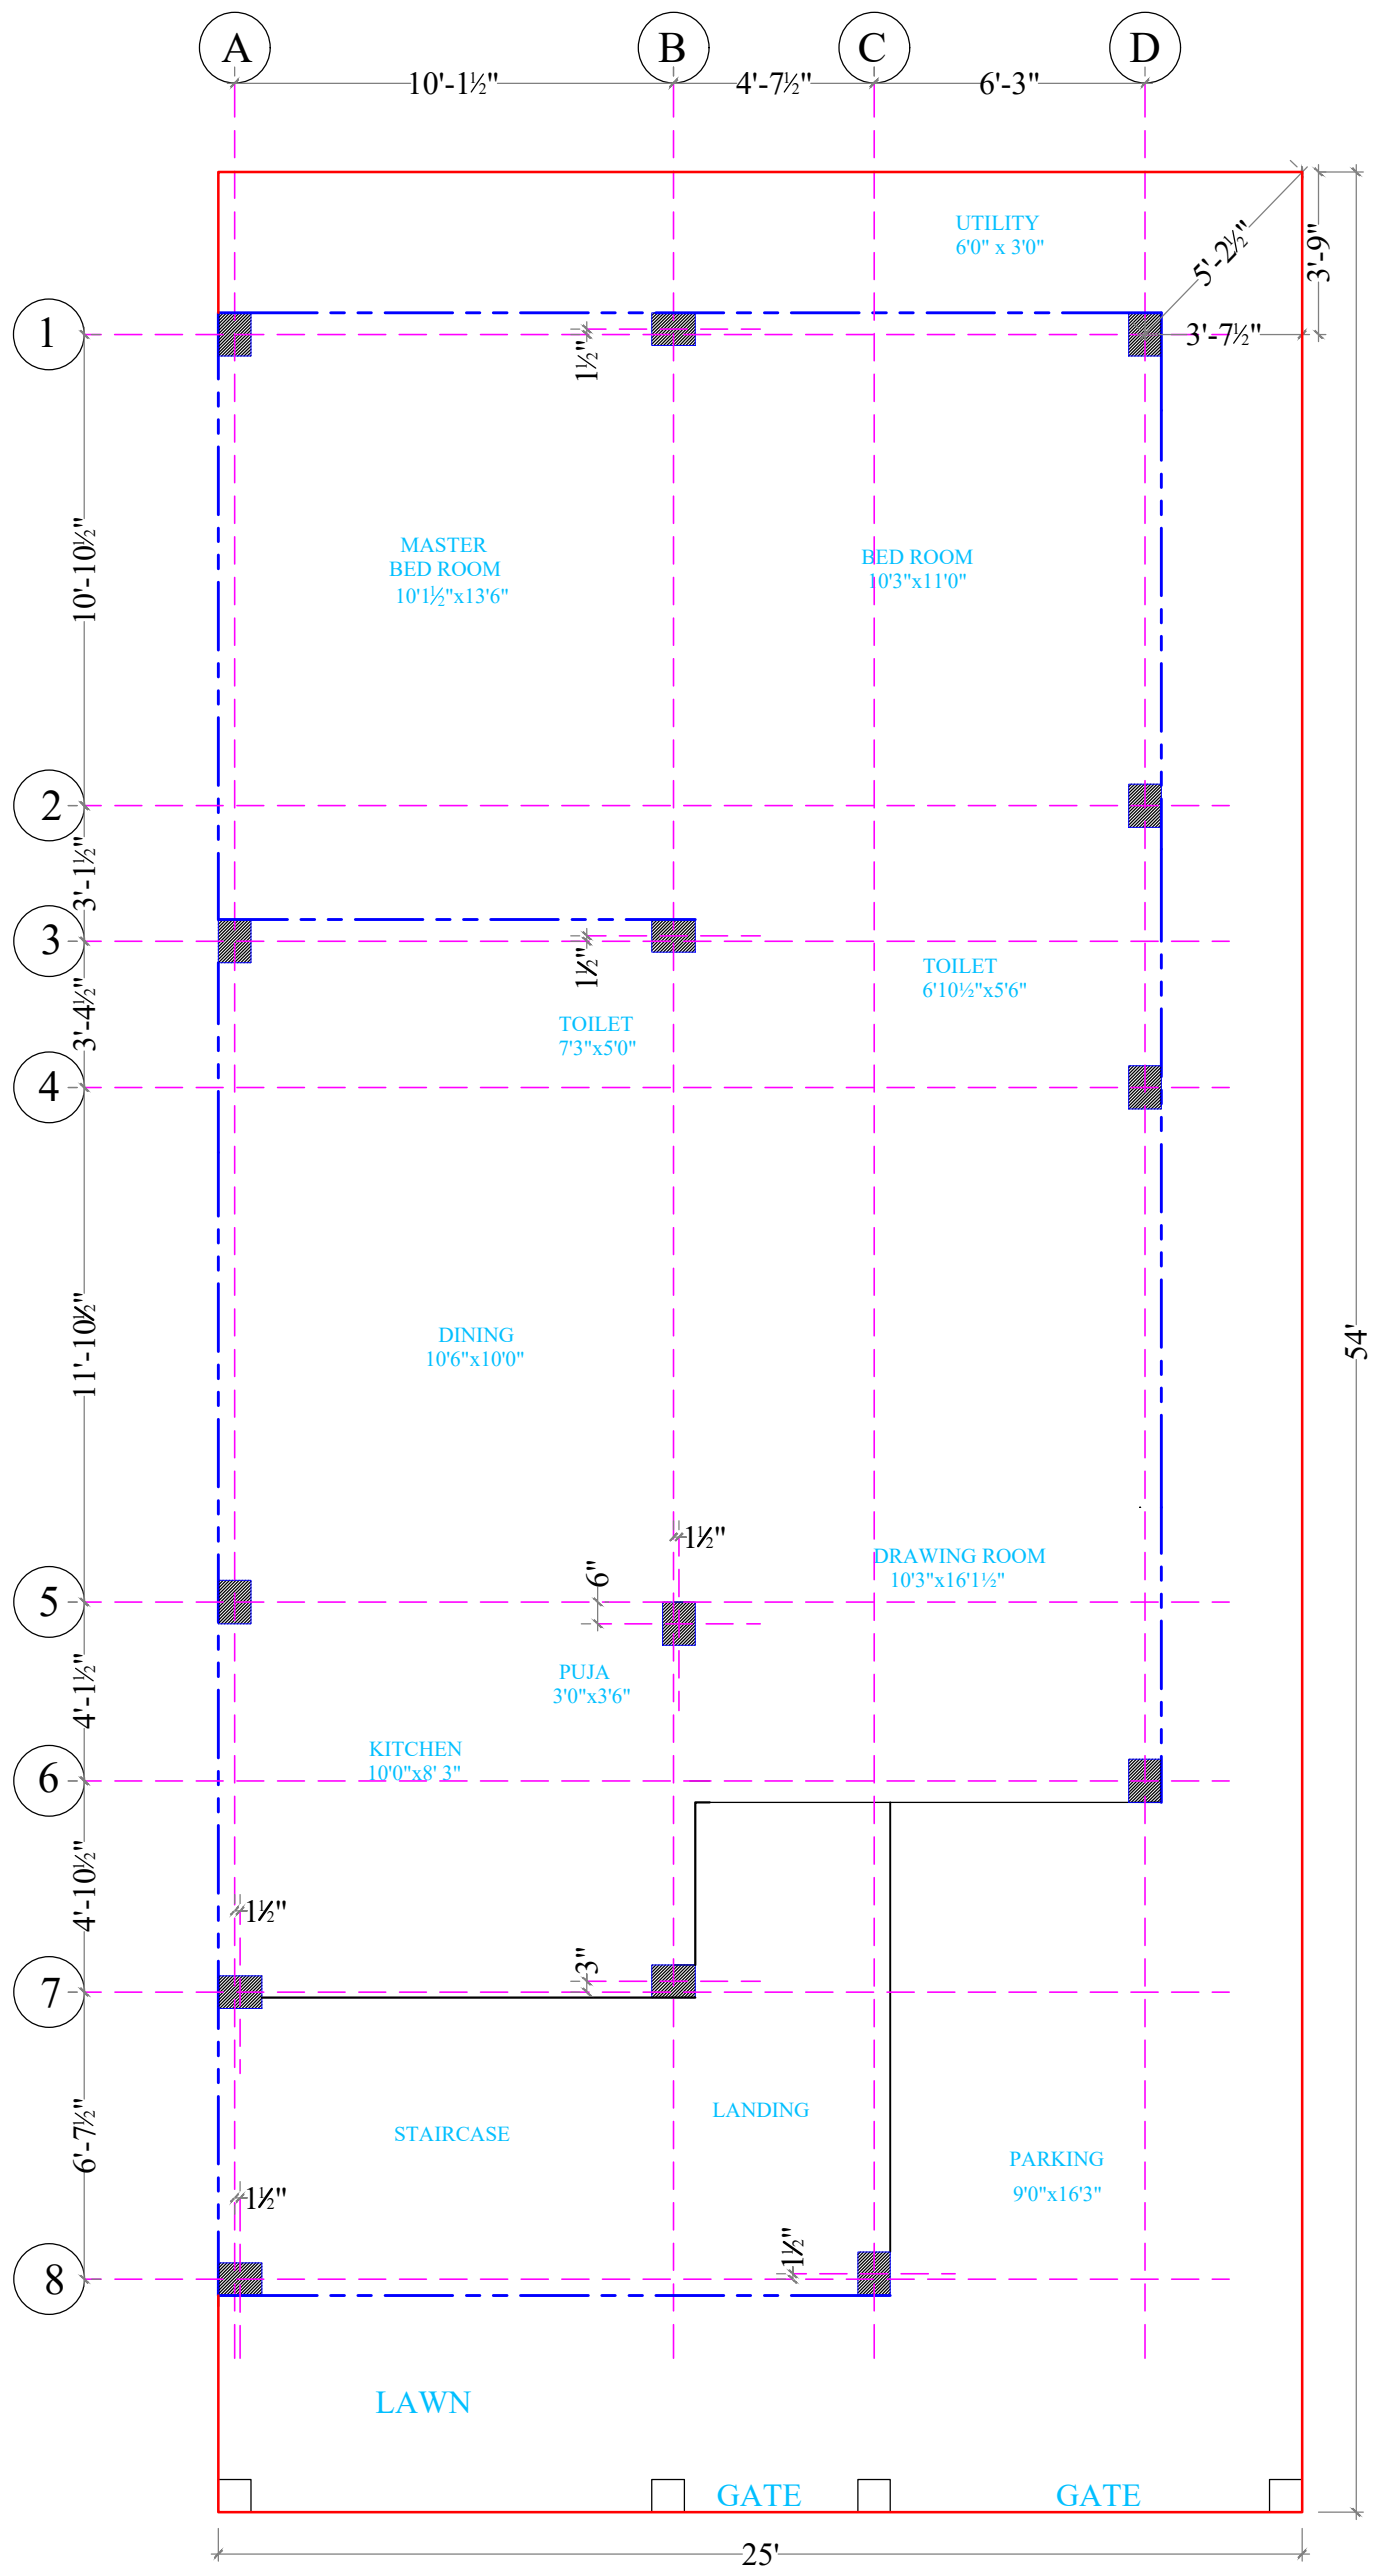 A
B
C
D
10'-1½"
4'-7½"
6'-3"
UTILITY
6'0" x 3'0"
5'-2½"
3'-9"
1
1½"
3'-7½"
10'-10½"
MASTER
BED ROOM
10'1½"x13'6"
BED ROOM
10'3"x11'0"
2
3'-1½"
3
1½"
TOILET
6'10½"x5'6"
3'-4½"
TOILET
7'3"x5'0"
4
11'-10½"
DINING
10'6"x10'0"
54'
1½"
6"
DRAWING ROOM
10'3"x16'1½"
5
4'-1½"
PUJA
3'0"x3'6"
KITCHEN
10'0"x8' 3"
6
4'-10½"
1½"
3"
7
6'-7½"
STAIRCASE
LANDING
PARKING
9'0"x16'3"
1½"
1½"
8
LAWN
GATE
GATE
25'